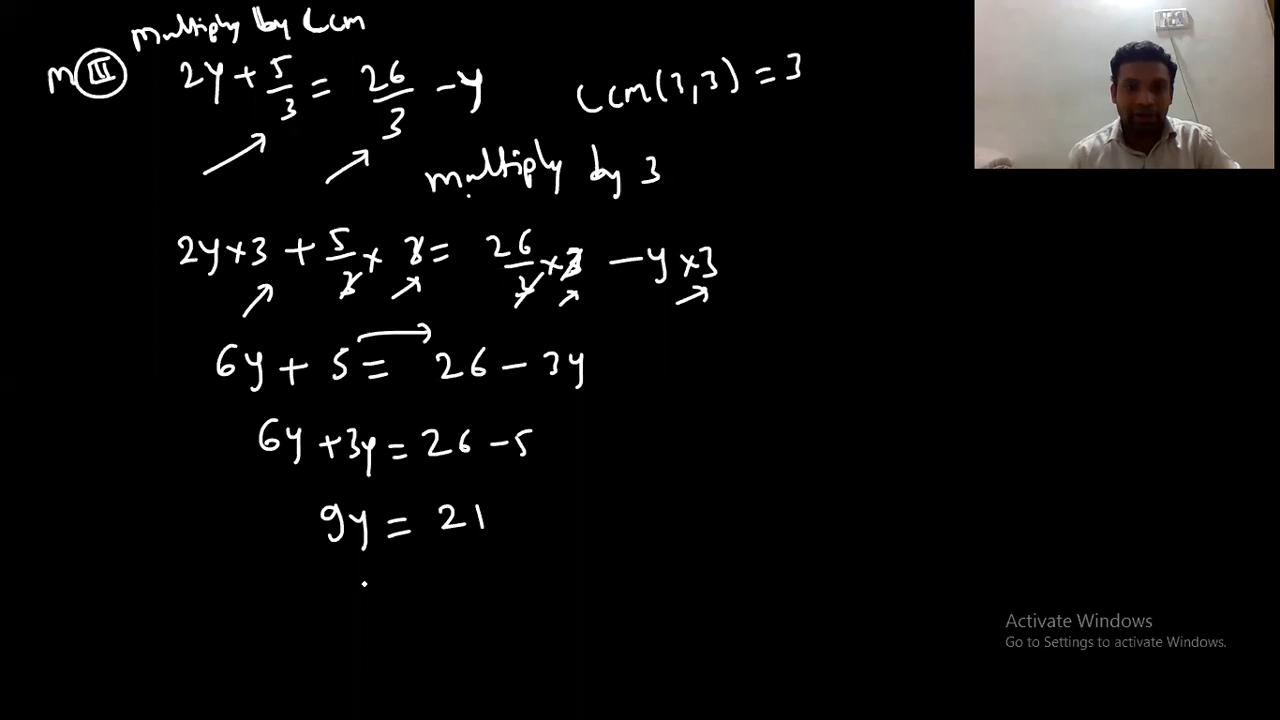 Multiply by Lcm
M III 2y + 5/3 = 26/3 - y
Lcm(3,3) = 3
multiply by 3
2y×3 + 5/3 × 3 = 26/3 ×3 - y ×3
6y + 5 = 26 - 3y
6y +3y = 26 - 5
9y = 21
Activate Windows
Go to Settings to activate Windows.